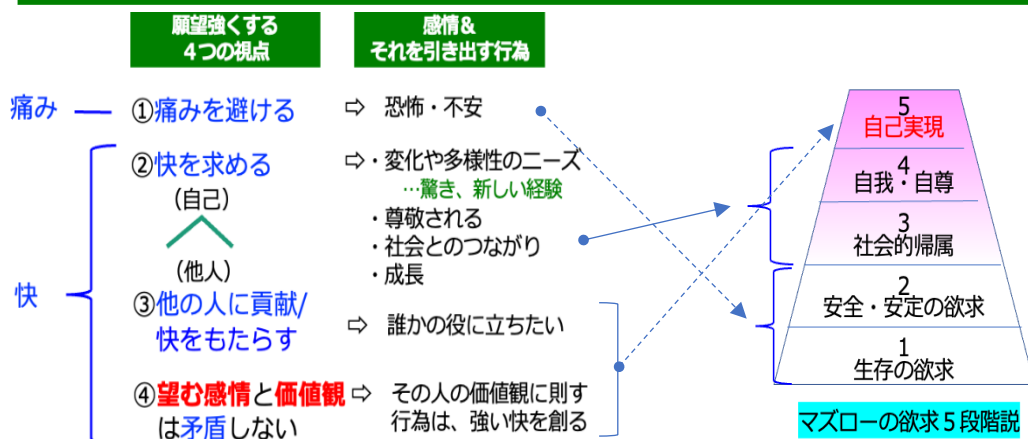 願望強くする
４つの視点
感情＆
それを引き出す行為
痛み
①痛みを避ける
⇨ 恐怖・不安
快
②快を求める
（自己）
（他人）
⇨・変化や多様性のニーズ
…驚き、新しい経験
・尊敬される
・社会とのつながり
・成長
③他の人に貢献/
快をもたらす
⇨ 誰かの役に立ちたい
④望む感情と価値観
は矛盾しない
⇨ その人の価値観に則す
行為は、強い快を創る
5
自己実現
4
自我・自尊
3
社会的帰属
2
安全・安定の欲求
1
生存の欲求
マズローの欲求５段階説